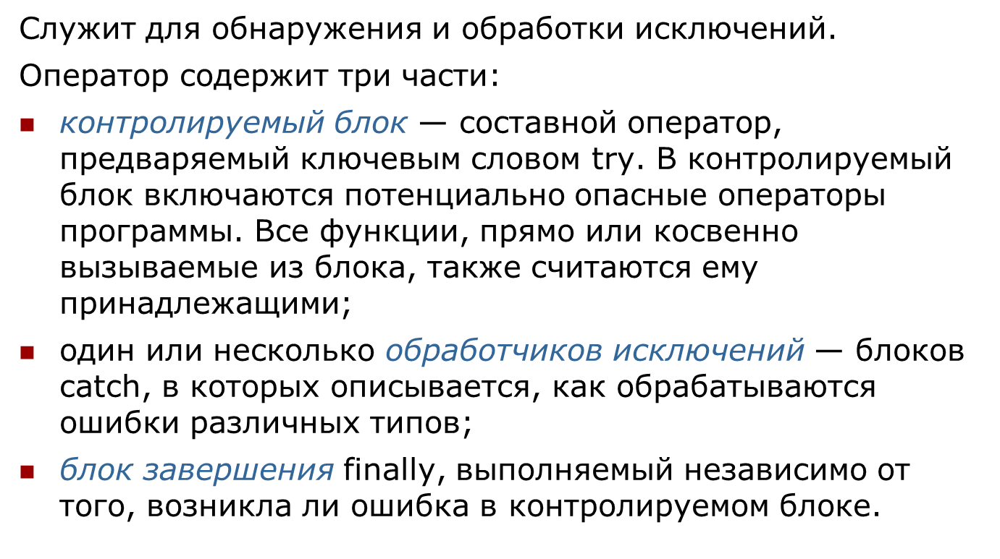 Служит для обнаружения и обработки исключений.
Оператор содержит три части:
контролируемый блок — составной оператор,
предваряемый ключевым словом try. В контролируемый
блок включаются потенциально опасные операторы
программы. Все функции, прямо или косвенно
вызываемые из блока, также считаются ему
принадлежащими;
один или несколько обработчиков исключений — блоков
catch, в которых описывается, как обрабатываются
ошибки различных типов;
блок завершения finally, выполняемый независимо от
того, возникла ли ошибка в контролируемом блоке.